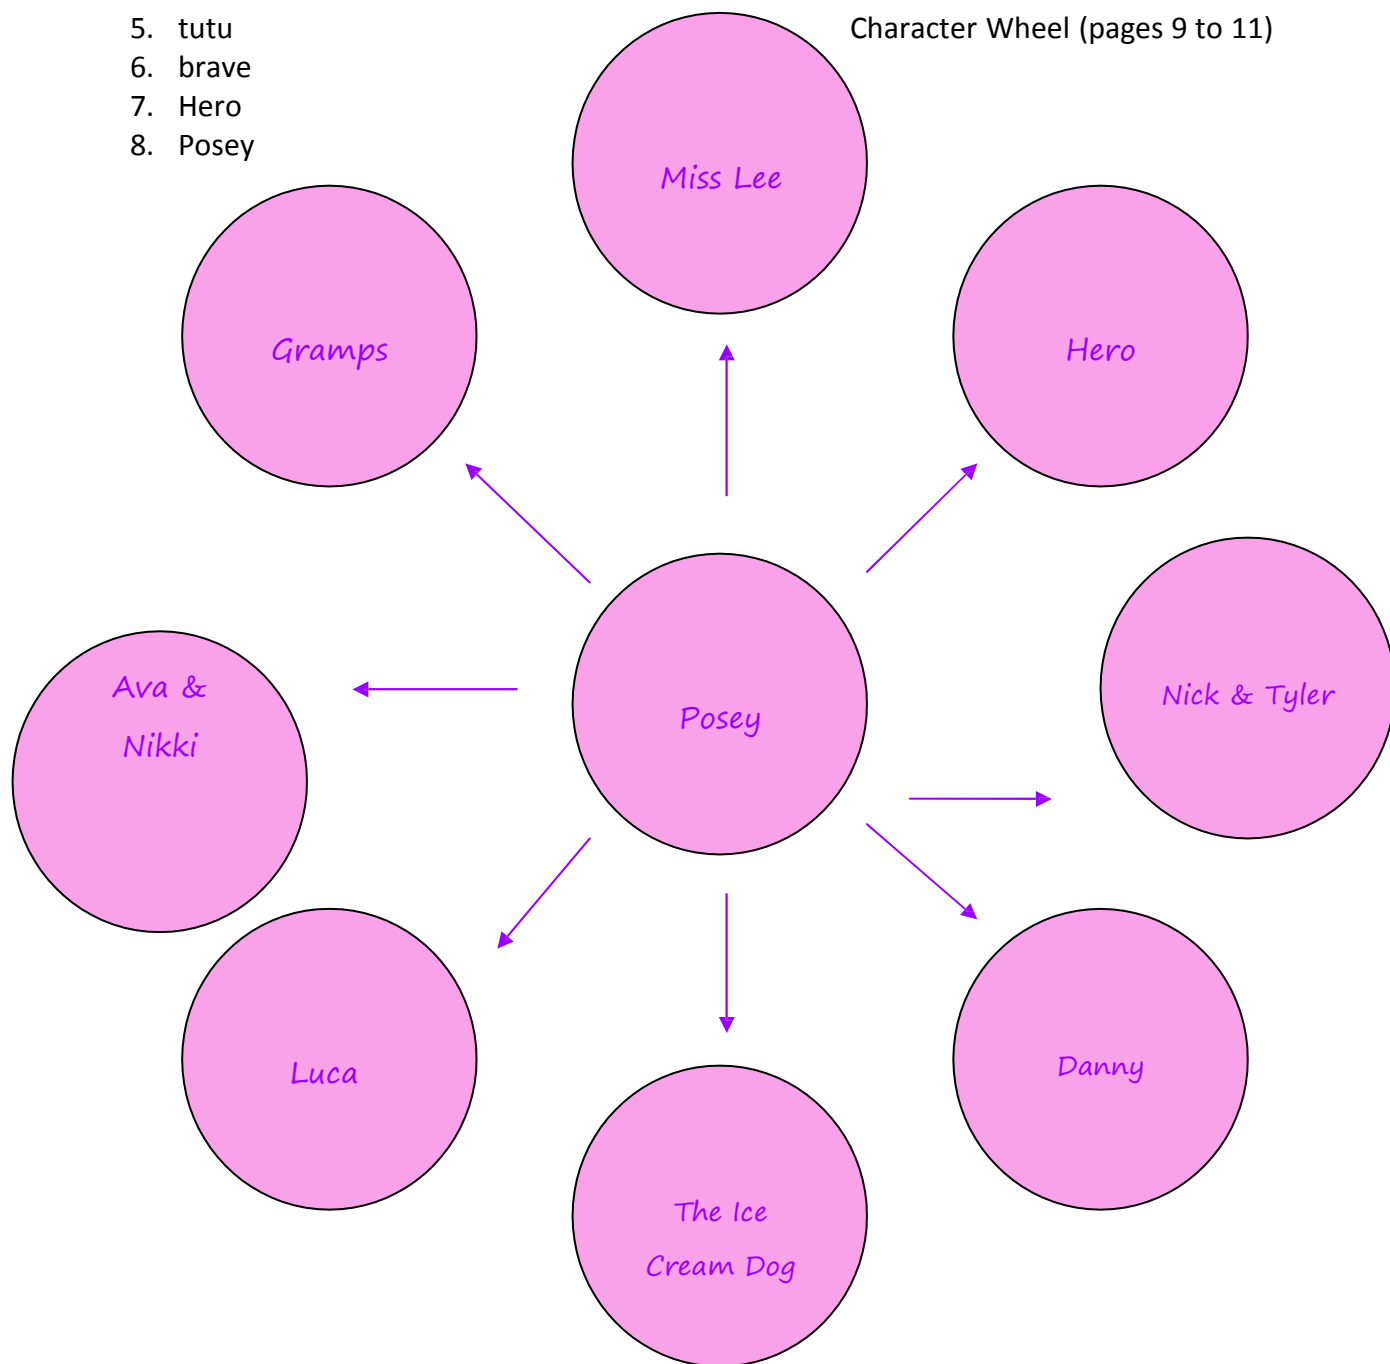 5. tutu
6. brave
7. Hero
8. Posey
Character Wheel (pages 9 to 11)
Miss Lee
Gramps
Hero
Ava &
Nikki
Posey
Nick & Tyler
Luca
Danny
The Ice
Cream Dog